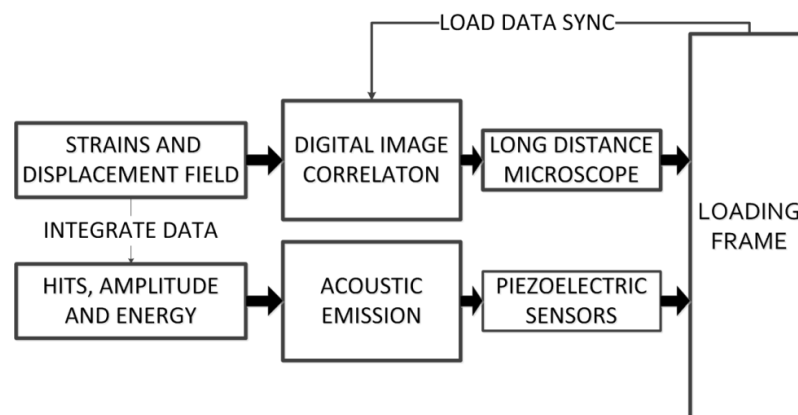 LOAD DATA SYNC
STRAINS AND
DISPLACEMENT FIELD
DIGITAL IMAGE
CORRELATON
LONG DISTANCE
MICROSCOPE
LOADING
FRAME
INTEGRATE DATA
HITS, AMPLITUDE
AND ENERGY
ACOUSTIC
EMISSION
PIEZOELECTRIC
SENSORS